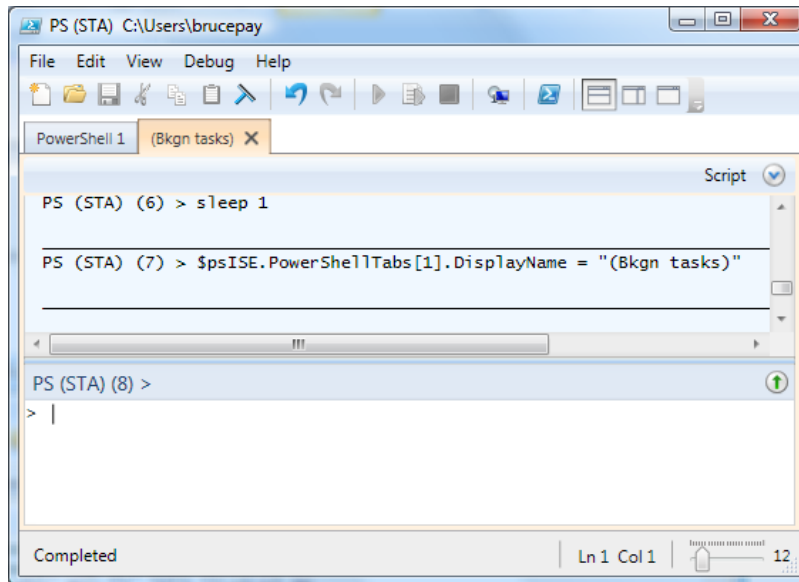 PS (STA) C:\Users\brucepay
File Edit View Debug Help
PowerShell 1 (Bkgn tasks)
Script
PS (STA) (6) > sleep 1
PS (STA) (7) > $psISE.PowerShellTabs[1].DisplayName = "(Bkgn tasks)"
PS (STA) (8) >
>
Completed Ln 1 Col 1 12